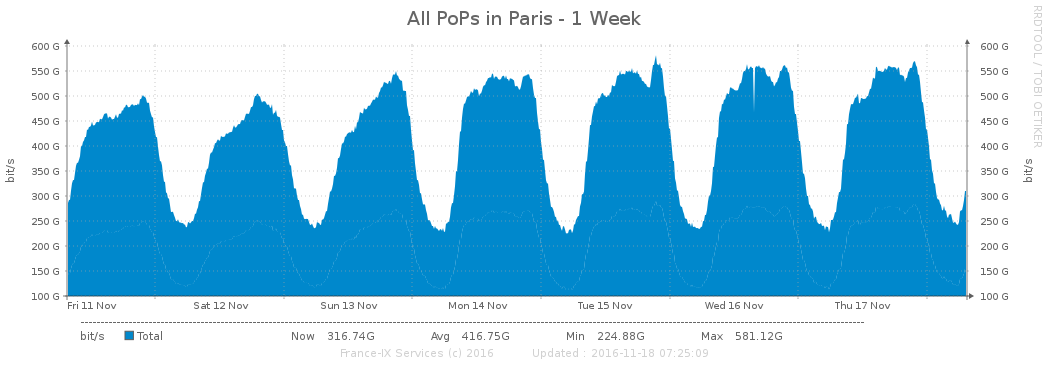 All PoPs in Paris - 1 Week
RRDTOOL / TOBI OETIKER
600 G 600 G
550 G 550 G
500 G 500 G
450 G 450 G
400 G 400 G
350 G 350 G
300 G 300 G
250 G 250 G
200 G 200 G
150 G 150 G
100 G 100 G
bit/s bit/s
Fri 11 Nov Sat 12 Nov Sun 13 Nov Mon 14 Nov Tue 15 Nov Wed 16 Nov Thu 17 Nov
bit/s Total Now 316.74G Avg 416.75G Min 224.88G Max 581.12G
France-IX Services (c) 2016 Updated : 2016-11-18 07:25:09